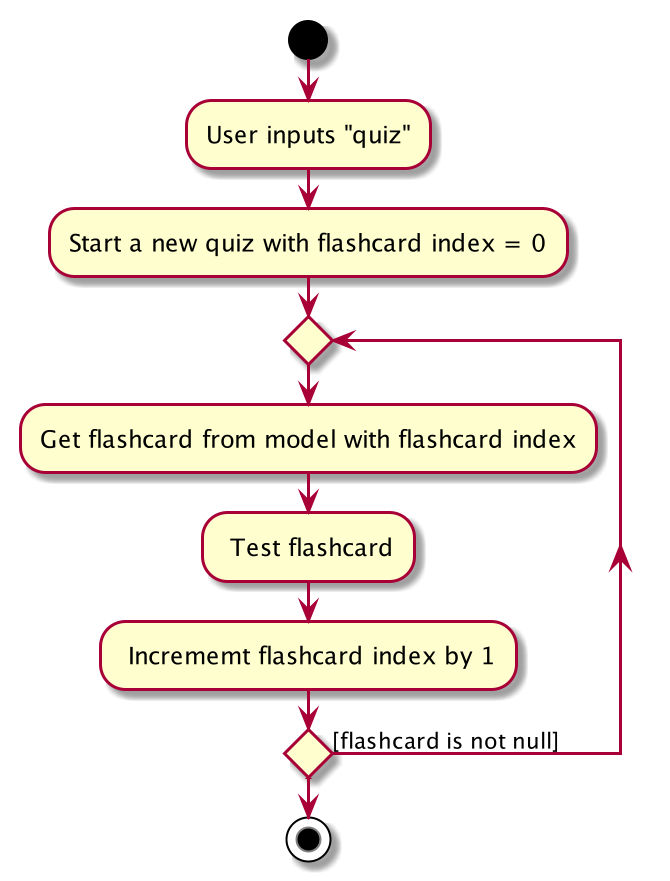 User inputs "quiz"
Start a new quiz with flashcard index = 0
Get flashcard from model with flashcard index
Test flashcard
Incrememt flashcard index by 1
[flashcard is not null]